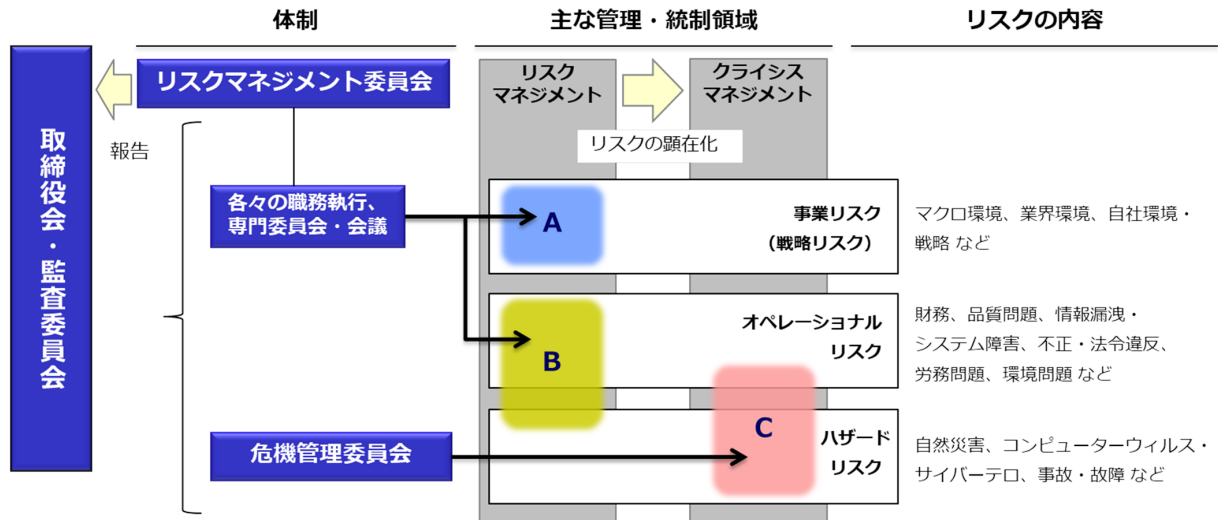 体制
主な管理・統制領域
リスクの内容
取締役会・監査委員会
リスクマネジメント委員会
報告
リスク
マネジメント
クライシス
マネジメント
リスクの顕在化
各々の職務執行、
専門委員会・会議
A
事業リスク
（戦略リスク）
マクロ環境、業界環境、自社環境・
戦略 など
B
オペレーショナル
リスク
財務、品質問題、情報漏洩・
システム障害、不正・法令違反、
労務問題、環境問題 など
危機管理委員会
C
ハザード
リスク
自然災害、コンピューターウィルス・
サイバーテロ、事故・故障 など